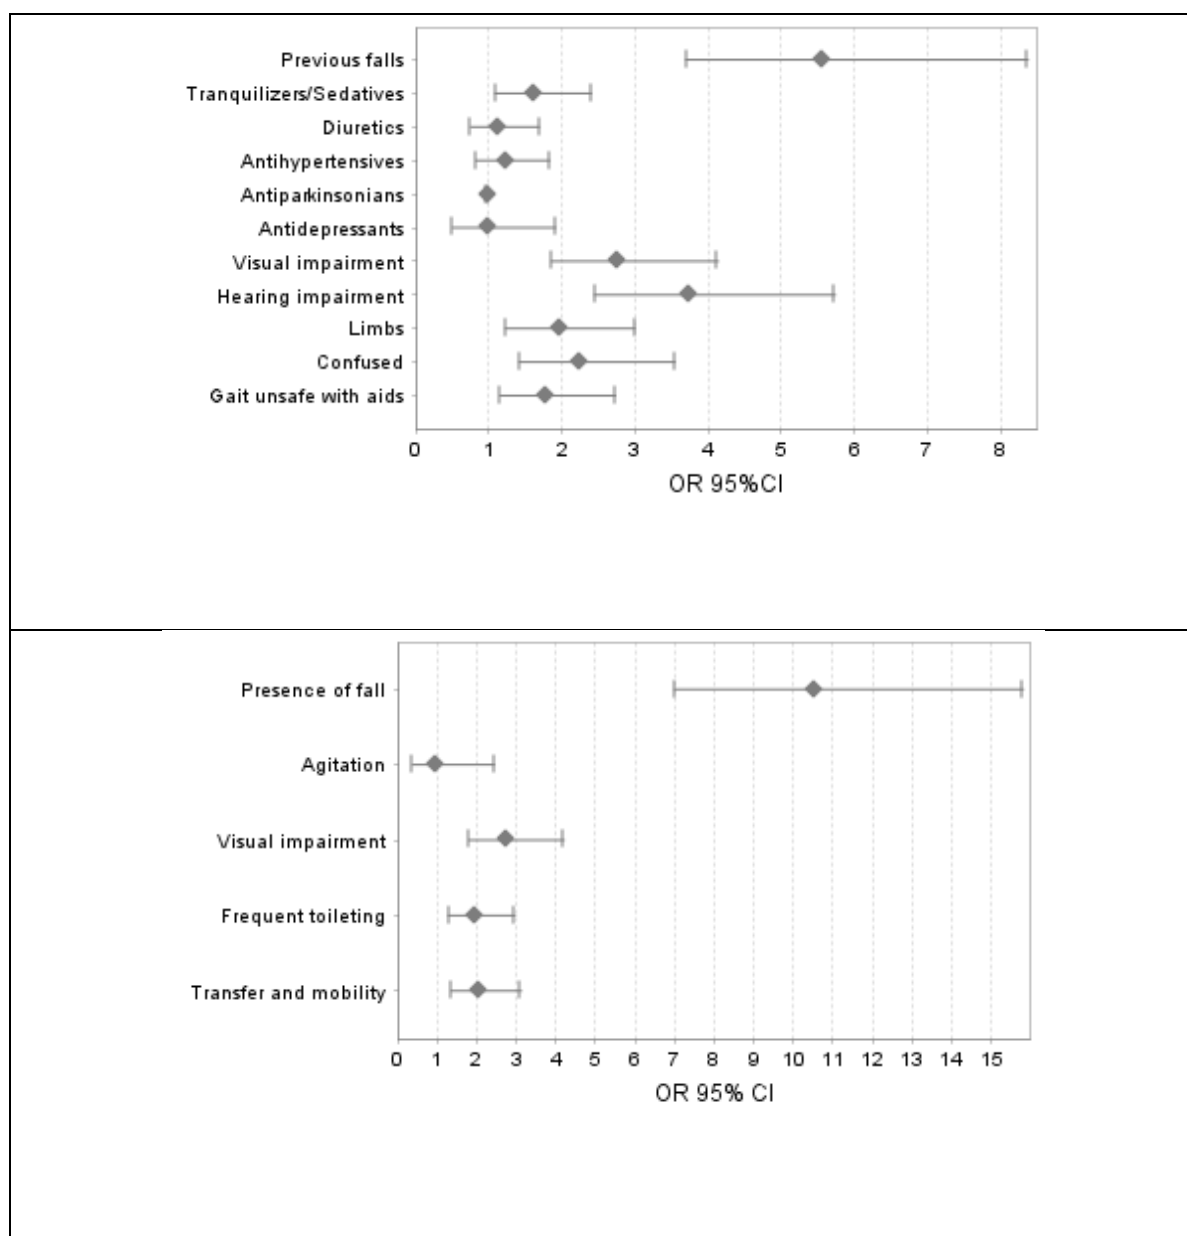 Previous falls
Tranquilizers/Sedatives
Diuretics
Antihypertensives
Antiparkinsonians
Antidepressants
Visual impairment
Hearing impairment
Limbs
Confused
Gait unsafe with aids
0 1 2 3 4 5 6 7 8
OR 95%CI
Presence of fall
Agitation
Visual impairment
Frequent toileting
Transfer and mobility
0 1 2 3 4 5 6 7 8 9 10 11 12 13 14 15
OR 95% CI